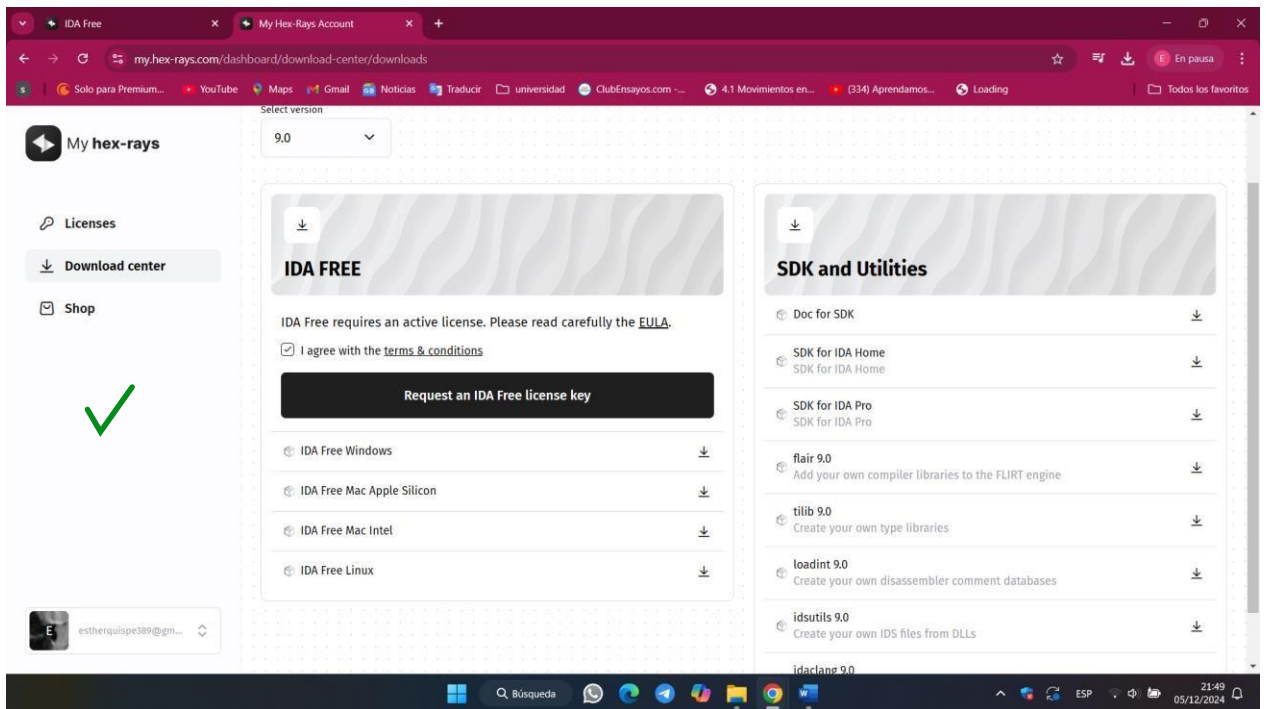 IDA Free
My Hex-Rays Account
my.hex-rays.com/dashboard/download-center/downloads
E En pausa
s Solo para Premium... YouTube Maps Gmail Noticias Traducir universidad ClubEnsayos.com -... 4.1 Movimientos en... (334) Aprendamos... Loading Todos los favoritos
My hex-rays
Licenses
Download center
Shop
E estherquispe389@gm...
Select version
9.0
IDA FREE
IDA Free requires an active license. Please read carefully the EULA.
I agree with the terms & conditions
Request an IDA Free license key
IDA Free Windows
IDA Free Mac Apple Silicon
IDA Free Mac Intel
IDA Free Linux
SDK and Utilities
Doc for SDK
SDK for IDA Home
SDK for IDA Home
SDK for IDA Pro
SDK for IDA Pro
flair 9.0
Add your own compiler libraries to the FLIRT engine
tilib 9.0
Create your own type libraries
loadint 9.0
Create your own disassembler comment databases
idsutils 9.0
Create your own IDS files from DLLs
idaclang 9.0
Búsqueda
ESP
21:49
05/12/2024